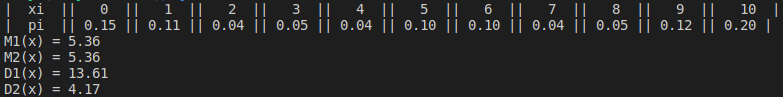 |  xi  ||  0  ||  1  ||  2  ||  3  ||  4  ||  5  ||  6  ||  7  ||  8  ||  9  ||  10  |
|  pi  || 0.15 || 0.11 || 0.04 || 0.05 || 0.04 || 0.10 || 0.10 || 0.04 || 0.05 || 0.12 || 0.20 |
M1(x) = 5.36
M2(x) = 5.36
D1(x) = 13.61
D2(x) = 4.17